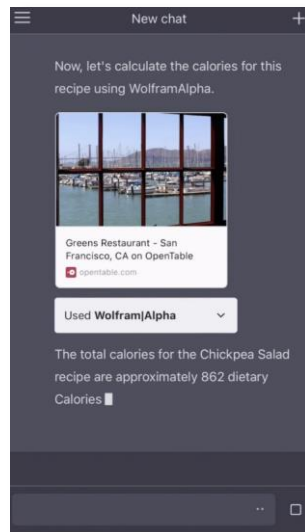 New chat
Now, let's calculate the calories for this
recipe using WolframAlpha.
Greens Restaurant - San
Francisco, CA on OpenTable
opentable.com
Used Wolfram|Alpha
The total calories for the Chickpea Salad
recipe are approximately 862 dietary
Calories